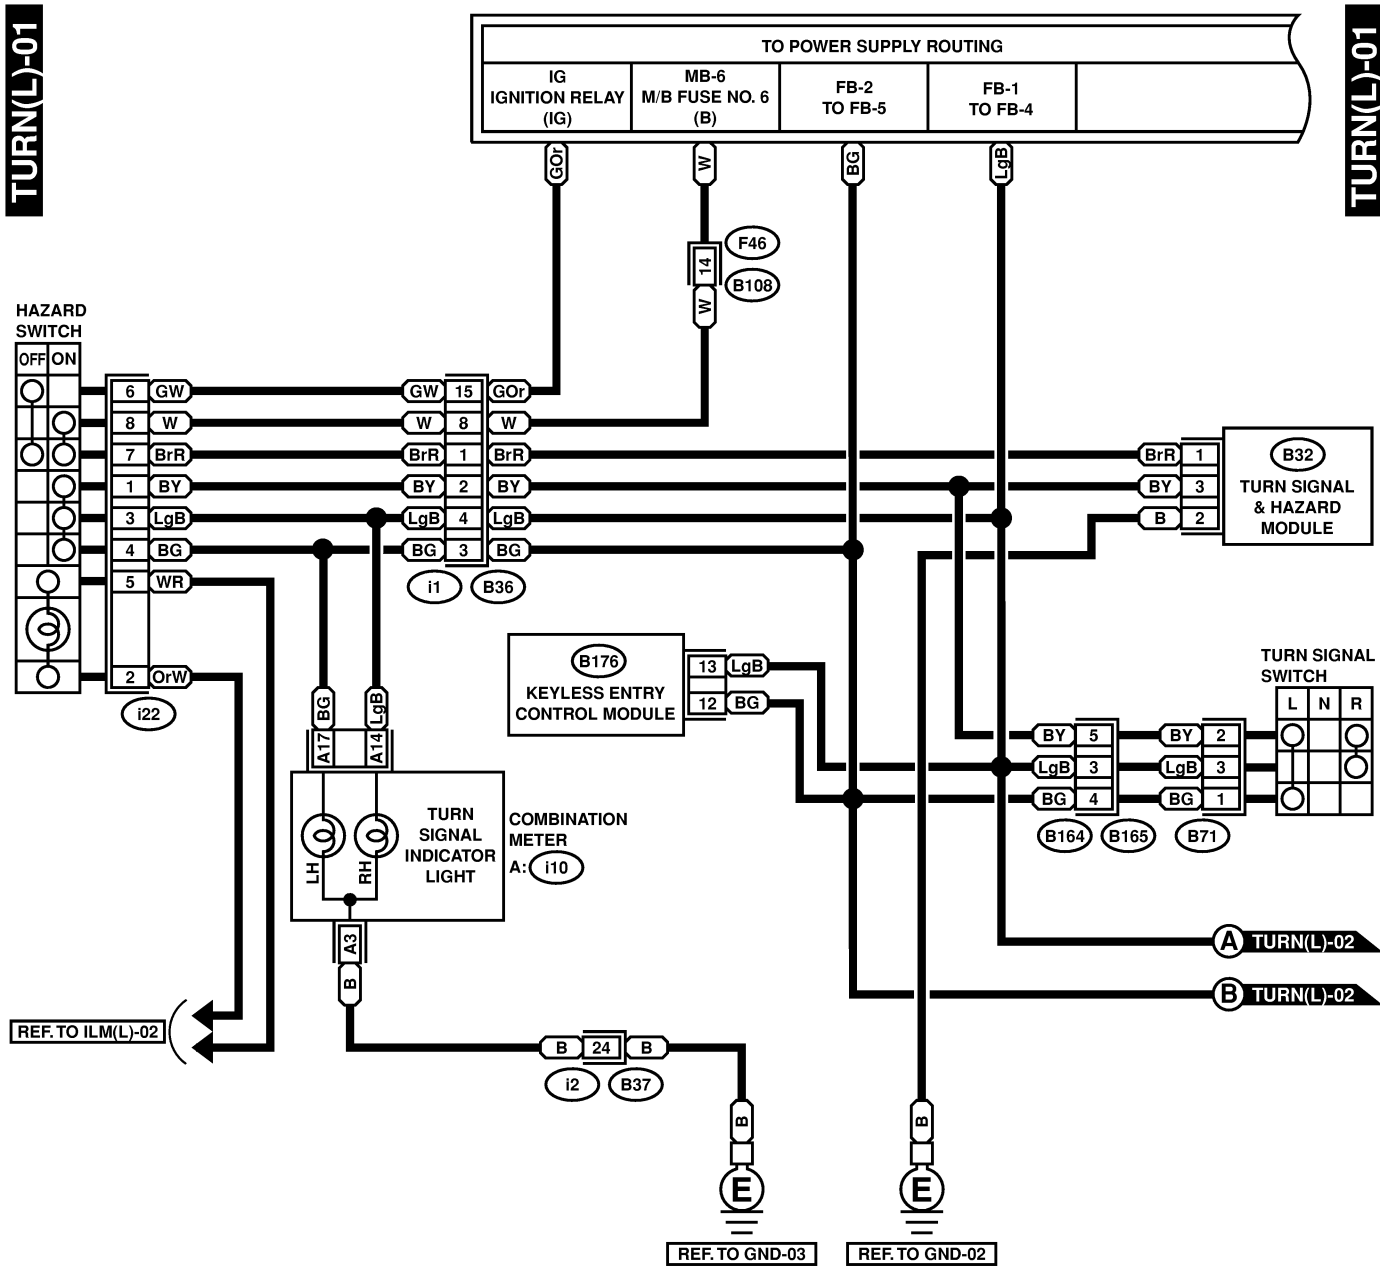 TURN(L)-01
TURN(L)-01
TO POWER SUPPLY ROUTING
IG
IGNITION RELAY
(IG)
MB-6
M/B FUSE NO. 6
(B)
FB-2
TO FB-5
FB-1
TO FB-4
GOr
W
BG
LgB
14
F46
B108
W
HAZARD
SWITCH
OFF ON
6 GW GW 15 GOr
8 W W 8 W
7 BrR BrR 1 BrR BrR 1
1 BY BY 2 BY BY 3
3 LgB LgB 4 LgB B 2
4 BG BG 3 BG
5 WR
2 OrW
i22
i1
B36
B32
TURN SIGNAL
& HAZARD
MODULE
B176
KEYLESS ENTRY
CONTROL MODULE
13 LgB
12 BG
TURN SIGNAL
SWITCH
L N R
BY 5 BY 2
LgB 3 LgB 3
BG 4 BG 1
B164
B165
B71
BG
LgB
A17
A14
LH
RH
TURN
SIGNAL
INDICATOR
LIGHT
COMBINATION
METER
A: i10
A3
B
A TURN(L)-02
B TURN(L)-02
REF. TO ILM(L)-02
B 24 B
i2
B37
B
B
E
E
REF. TO GND-03
REF. TO GND-02